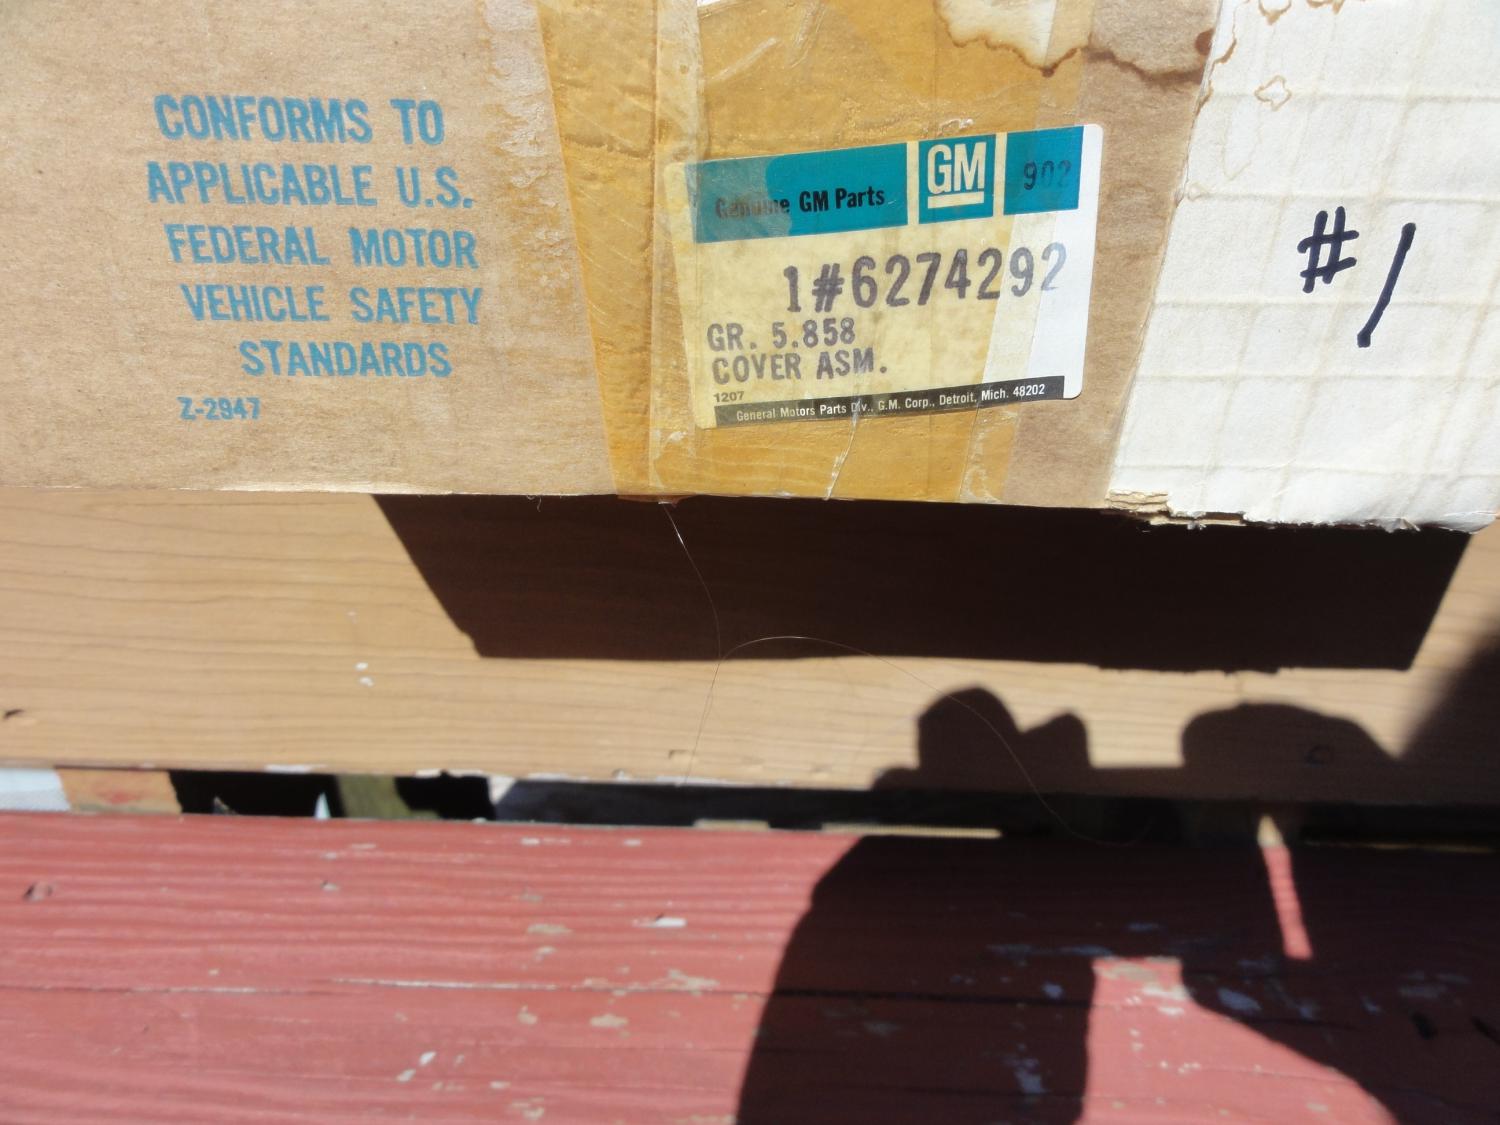 CONFORMS TO
APPLICABLE U.S.
FEDERAL MOTOR
VEHICLE SAFETY
STANDARDS
Z-2947
Genuine GM Parts
GM
902
1#6274292
GR. 5.858
COVER ASM.
1207
General Motors Parts Div., G.M. Corp., Detroit, Mich. 48202
#1